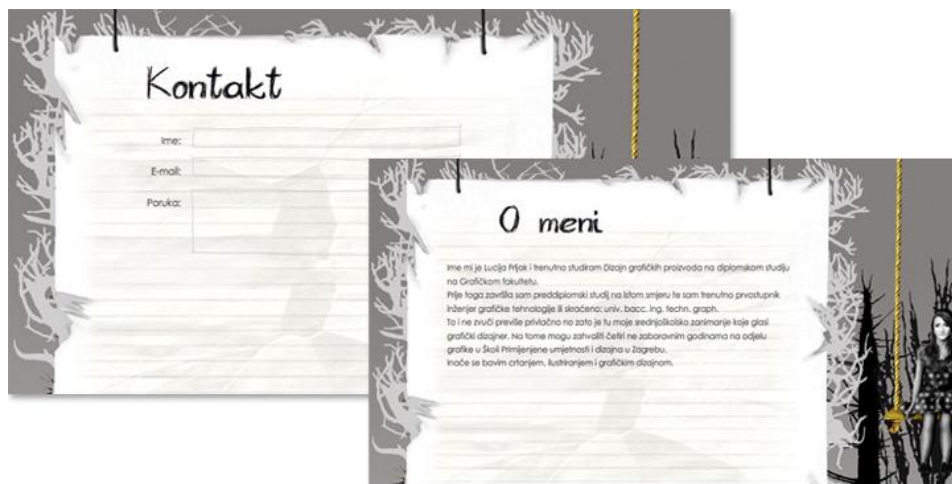 Kontakt
Ime:
E-mail:
Poruka:
O meni
Ime mi je Lucija Prljak i trenutno studiram Dizajn grafičkih proizvoda na diplomskom studiju
na Grafičkom fakultetu.
Prije toga završila sam preddiplomski studij na istom smjeru te sam trenutno prvostupnik
inženjer grafičke tehnologije ili skraćeno: univ. bacc. ing. techn. graph.
To i ne zvuči previše privlačno no zato je tu moje srednjoškolsko zanimanje koje glasi
grafički dizajner. Na tome mogu zahvaliti četiri ne zaboravnim godinama na odjelu
grafike u Školi Primijenjene umjetnosti i dizajna u Zagrebu.
Inače se bavim crtanjem, ilustriranjem i grafičkim dizajnom.